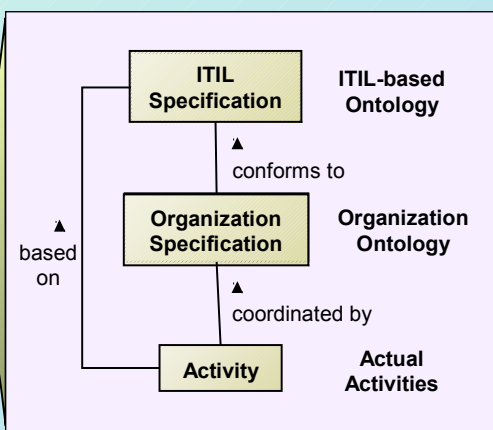 ITIL
Specification
ITIL-based
Ontology
▲
conforms to
Organization
Specification
Organization
Ontology
▲
based
on
▲
coordinated by
Activity
Actual
Activities